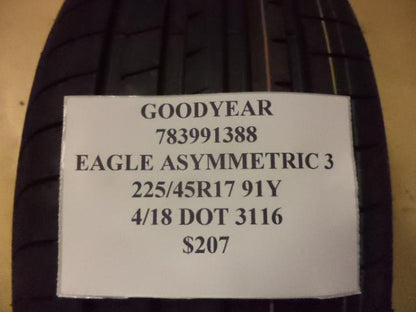 GOODYEAR
783991388
EAGLE ASYMMETRIC 3
225/45R17 91Y
4/18 DOT 3116
$207